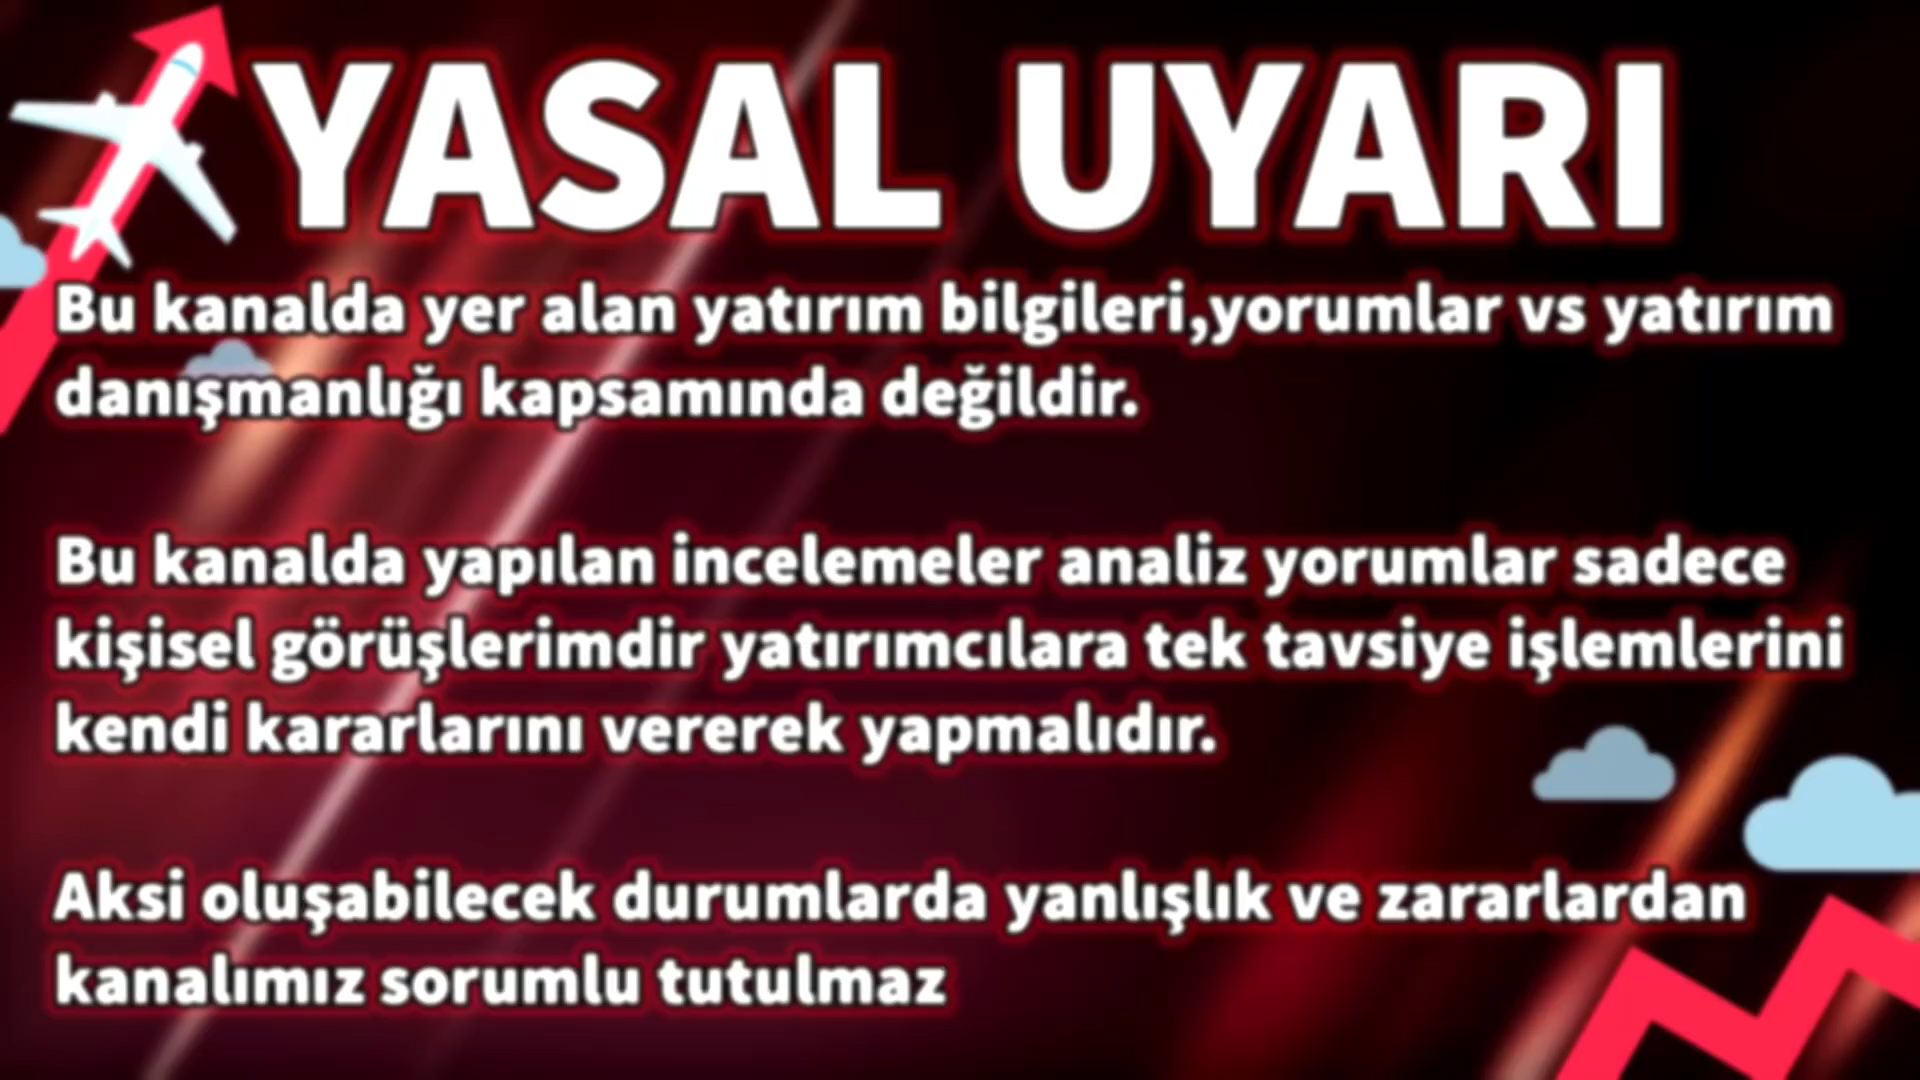 YASAL UYARI
Bu kanalda yer alan yatırım bilgileri,yorumlar vs yatırım
danışmanlığı kapsamında değildir.
Bu kanalda yapılan incelemeler analiz yorumlar sadece
kişisel görüşlerimdir yatırımcılara tek tavsiye işlemlerini
kendi kararlarını vererek yapmalıdır.
Aksi oluşabilecek durumlarda yanlışlık ve zararlardan
kanalımız sorumlu tutulmaz